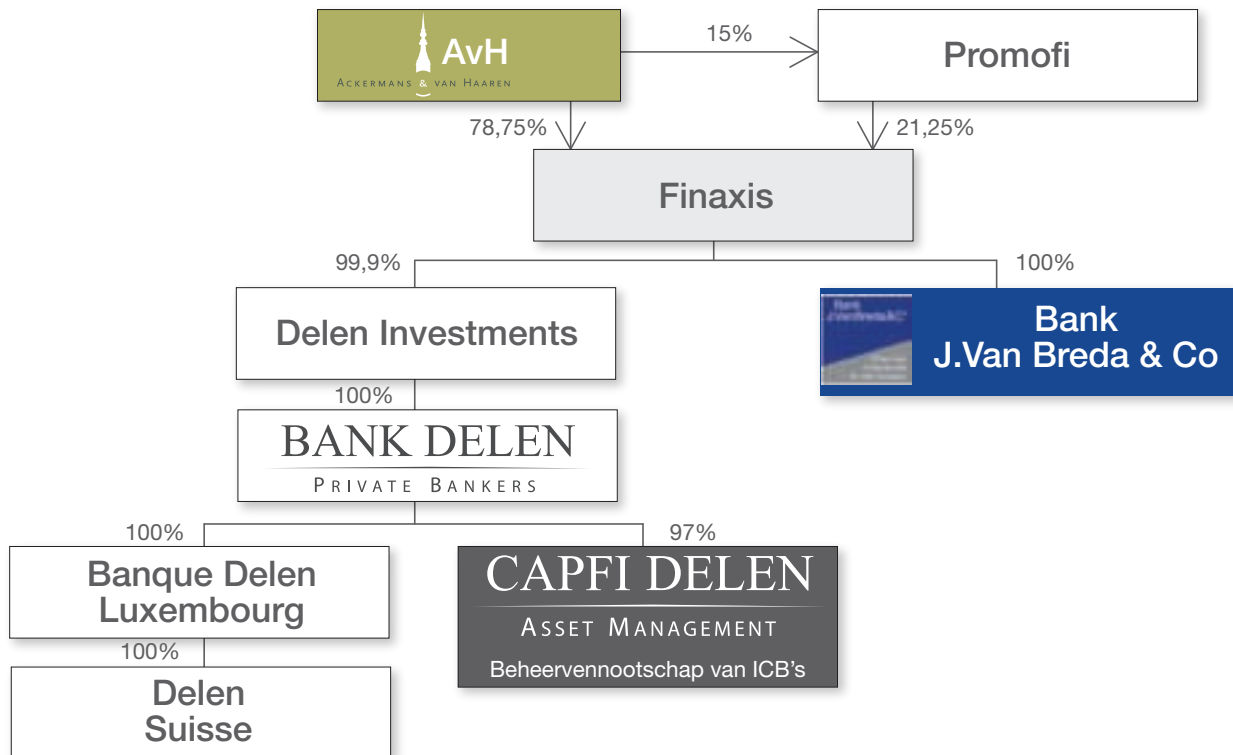 AvH
ACKERMANS & VAN HAAREN
15%
Promofi
78,75%
21,25%
Finaxis
99,9%
100%
Delen Investments
Bank
J.Van Breda & Co
100%
BANK DELEN
PRIVATE BANKERS
100%
97%
Banque Delen
Luxembourg
CAPFI DELEN
ASSET MANAGEMENT
Beheervennootschap van ICB's
100%
Delen
Suisse